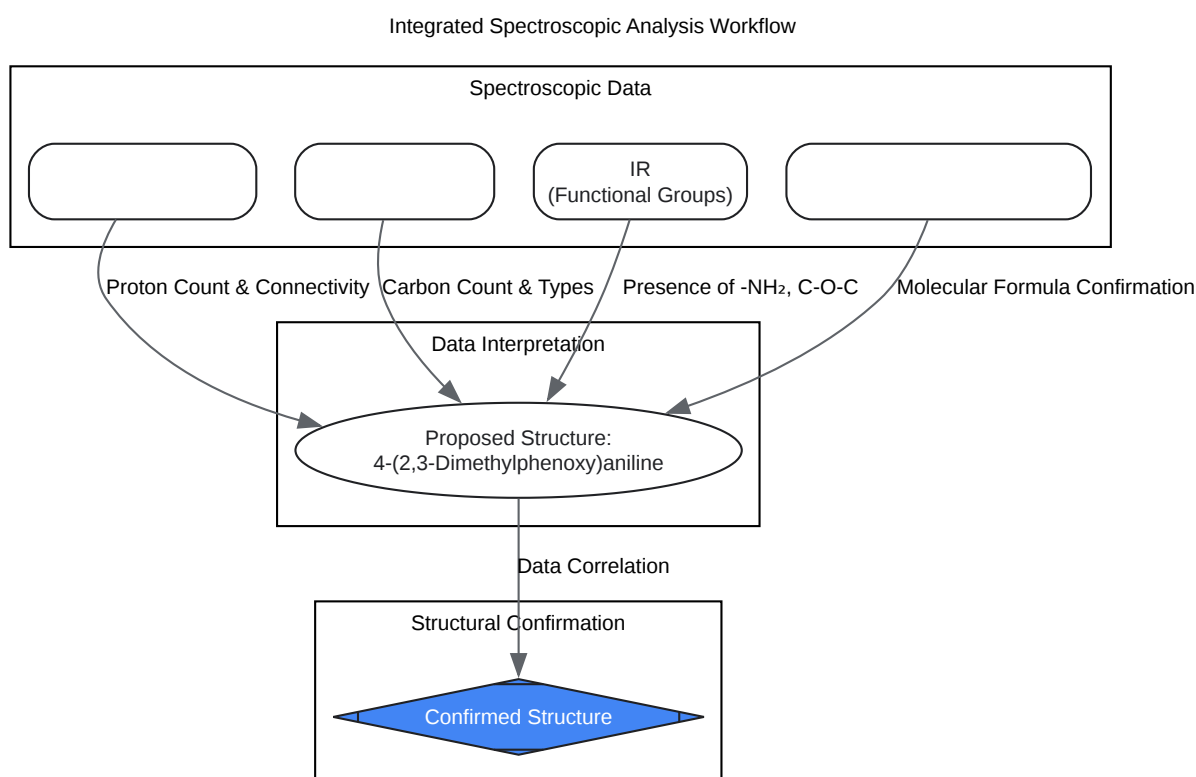 Integrated Spectroscopic Analysis Workflow
Spectroscopic Data
IR
(Functional Groups)
Proton Count & Connectivity
Carbon Count & Types
Presence of -NH₂, C-O-C
Molecular Formula Confirmation
Data Interpretation
Proposed Structure:
4-(2,3-Dimethylphenoxy)aniline
Data Correlation
Structural Confirmation
Confirmed Structure